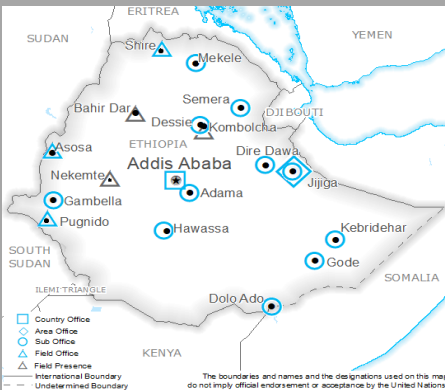 ERITREA
SUDAN
YEMEN
Shire
Mekele
Semera
Bahir Dar
DJIBOUTI
Dessie
Kombolcha
ETHIOPIA
Asosa
Dire Dawa
Addis Ababa
Nekemte
Jijiga
Gambella
Adama
Pugnido
Hawassa
Kebridehar
SOUTH
SUDAN
Gode
SOMALIA
ILEMI TRIANGLE
Dolo Ado
Country Office
Area Office
Sub Office
Field Office
KENYA
Field Presence
International Boundary
Undetermined Boundary
The boundaries and names and the designations used on this map
do not imply official endorsement or acceptance by the United Nations